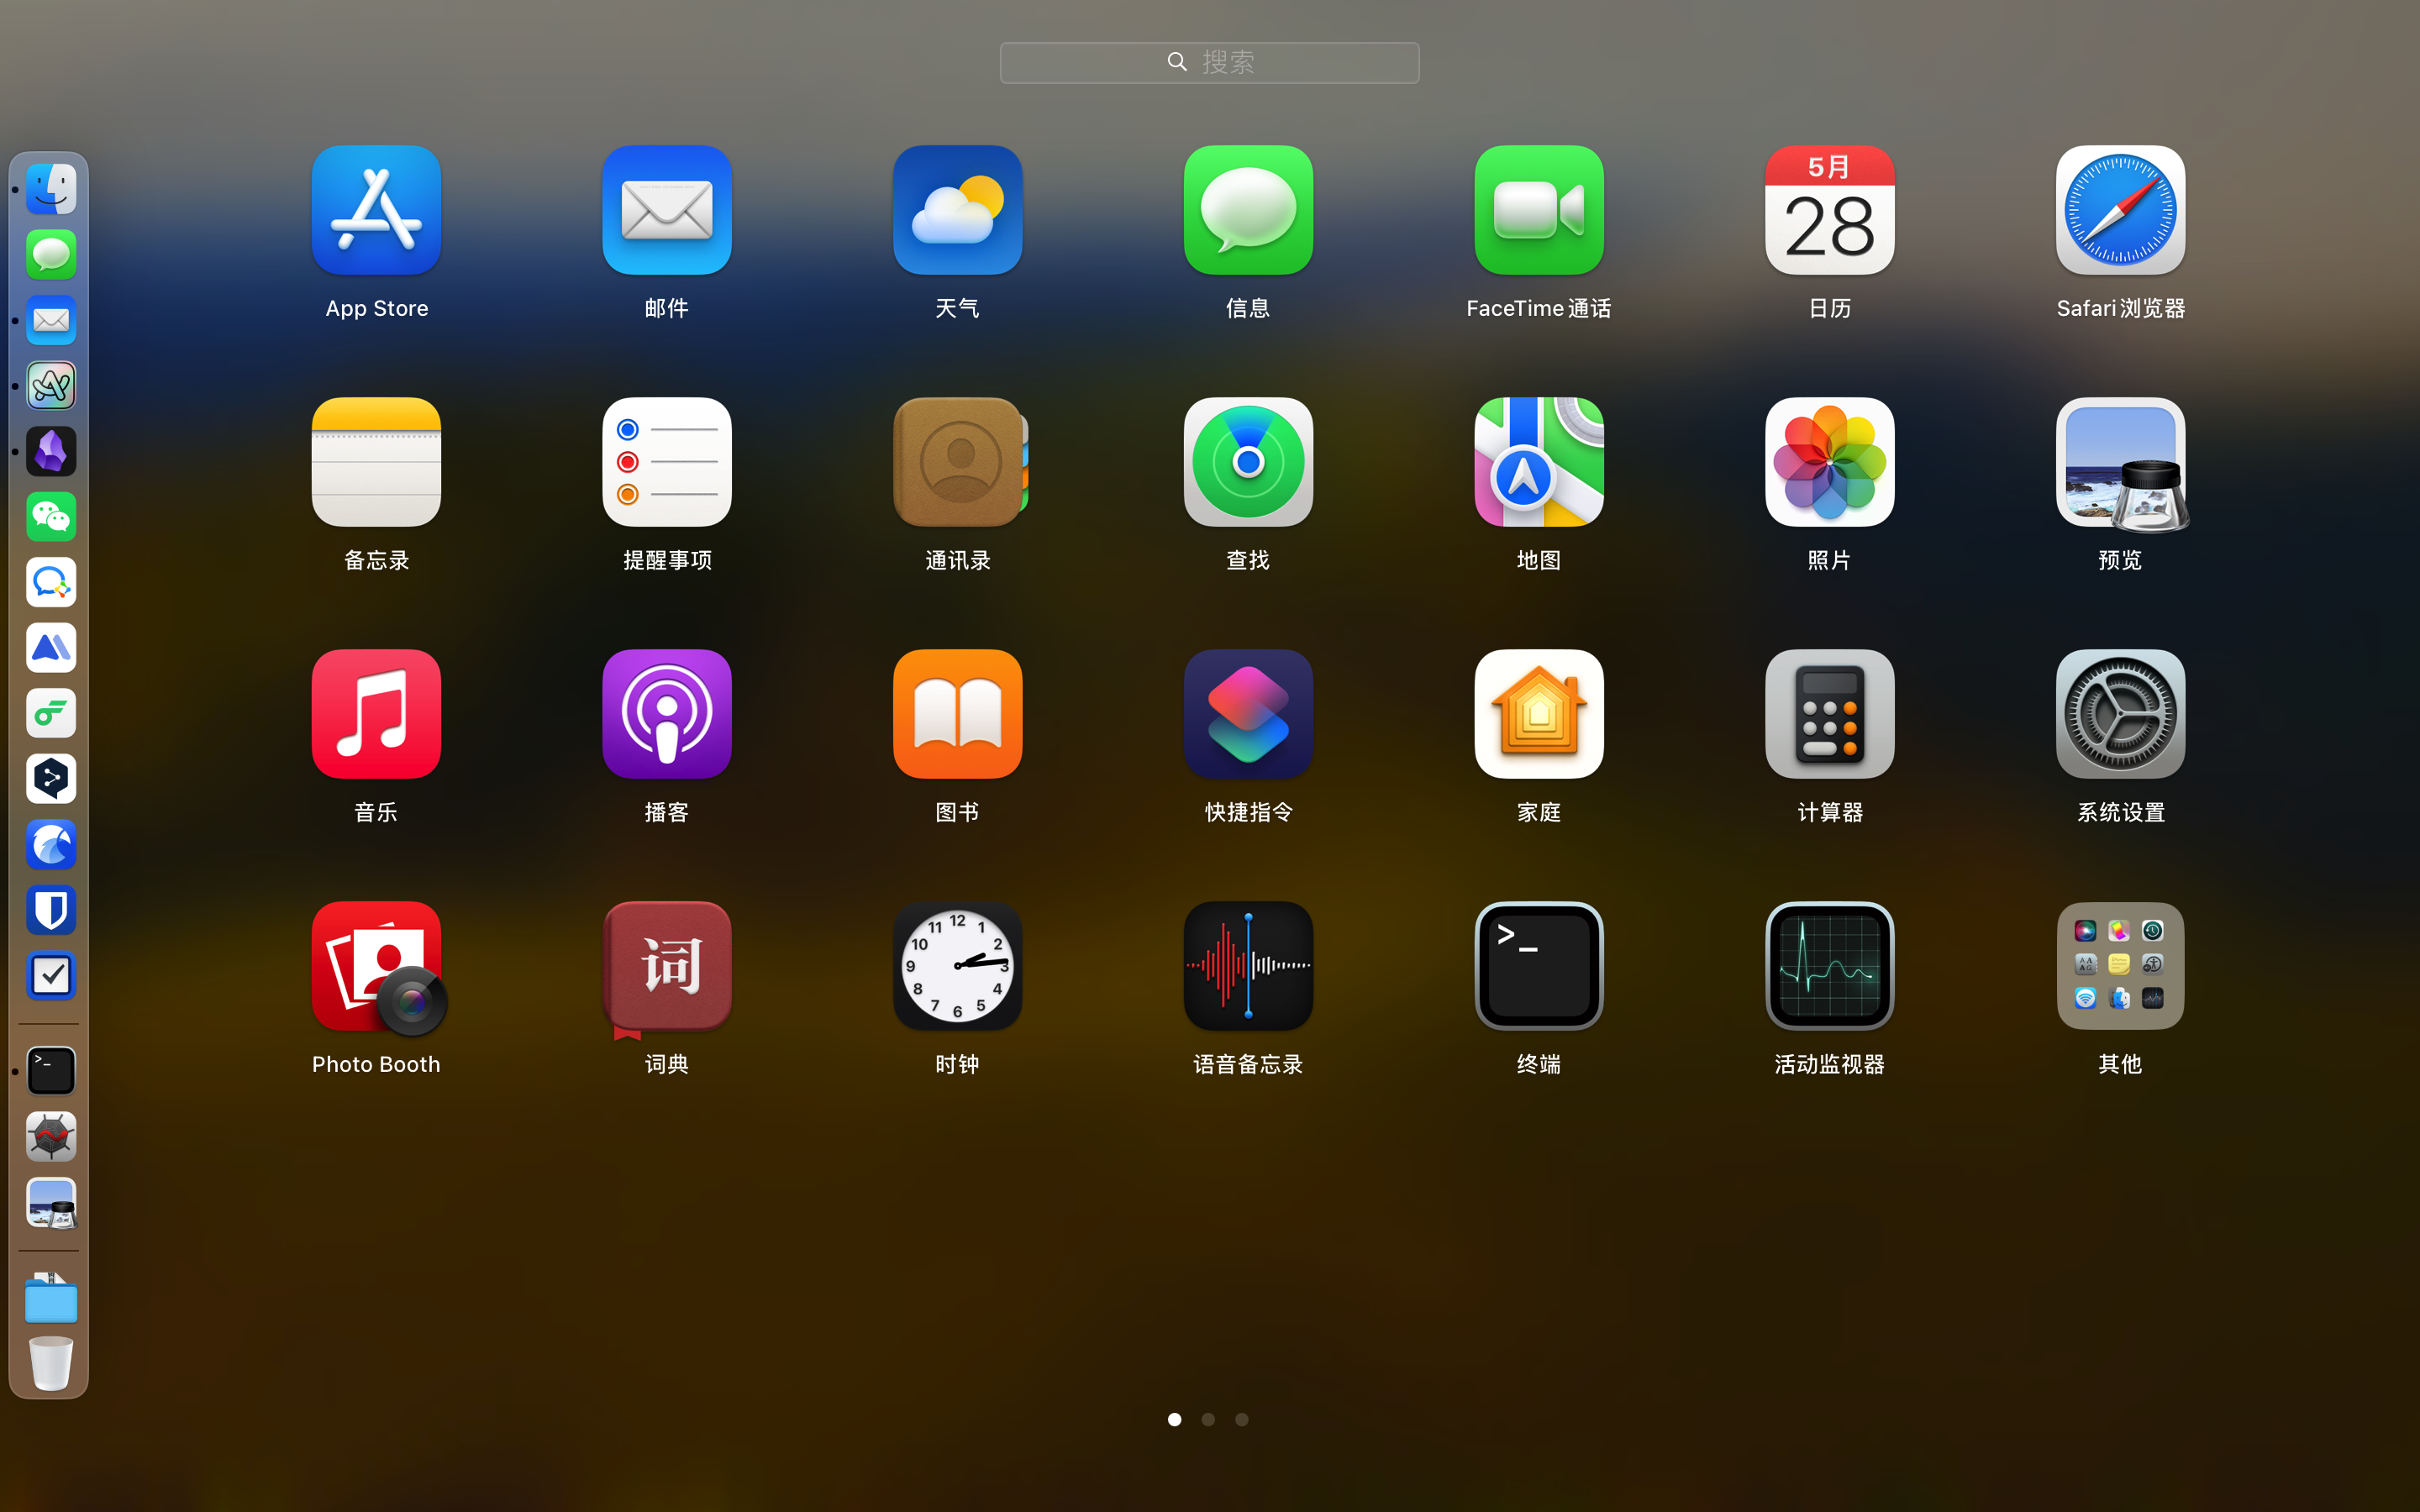 搜索
5月
28
App Store
邮件
天气
信息
FaceTime 通话
日历
Safari 浏览器
备忘录
提醒事项
通讯录
查找
地图
照片
预览
音乐
播客
图书
快捷指令
家庭
计算器
系统设置
词
12
11 1
10 2
9 3
8 4
7 5
6
>_
Photo Booth
词典
时钟
语音备忘录
终端
活动监视器
其他
>_